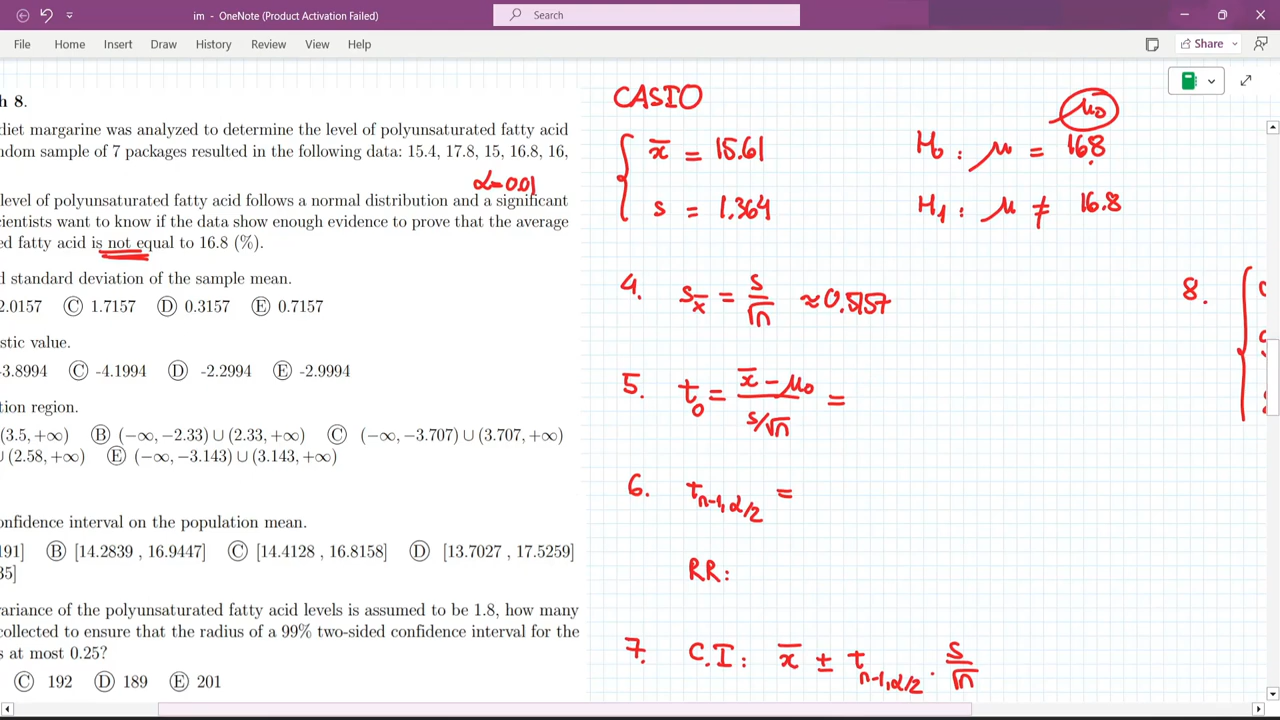 im - OneNote (Product Activation Failed)
Search
File Home Insert Draw History Review View Help
Share
h 8.
diet margarine was analyzed to determine the level of polyunsaturated fatty acid
sample of 7 packages resulted in the following data: 15.4, 17.8, 15, 16.8, 16,
α=0.01
level of polyunsaturated fatty acid follows a normal distribution and a significant
want to know if the data show enough evidence to prove that the average
ed fatty acid is not equal to 16.8 (%).
d standard deviation of the sample mean.
2.0157 Ⓒ 1.7157 Ⓓ 0.3157 Ⓔ 0.7157
stic value.
-3.8994 Ⓒ -4.1994 Ⓓ -2.2994 Ⓔ -2.9994
tion region.
(3.5, +∞) Ⓑ (−∞, −2.33) ∪ (2.33, +∞) Ⓒ (−∞, −3.707) ∪ (3.707, +∞)
∪ (2.58, +∞) Ⓔ (−∞, −3.143) ∪ (3.143, +∞)
onfidence interval on the population mean.
191] Ⓑ [14.2839 , 16.9447] Ⓒ [14.4128 , 16.8158] Ⓓ [13.7027 , 17.5259]
35]
variance of the polyunsaturated fatty acid levels is assumed to be 1.8, how many
collected to ensure that the radius of a 99% two-sided confidence interval for the
s at most 0.25?
Ⓒ 192 Ⓓ 189 Ⓔ 201
CASIO
x̄ = 15.61
s = 1.364
μ₀
H₀ : μ = 16.8
H₁ : μ ≠ 16.8
4. s_x̄ = s/√n ≈ 0.5157
5. t₀ = (x̄ − μ₀)/(s/√n) =
6. t_{n-1, α/2} =
RR:
7. C.I : x̄ ± t_{n-1, α/2} · s/√n
8.